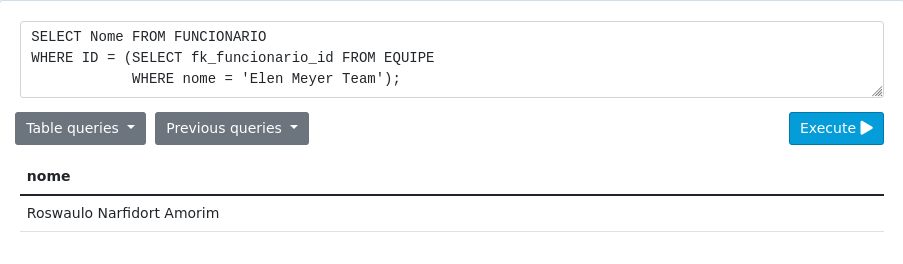 SELECT Nome FROM FUNCIONARIO
WHERE ID = (SELECT fk_funcionario_id FROM EQUIPE
            WHERE nome = 'Elen Meyer Team');
Table queries Previous queries Execute
nome
Roswaulo Narfidort Amorim